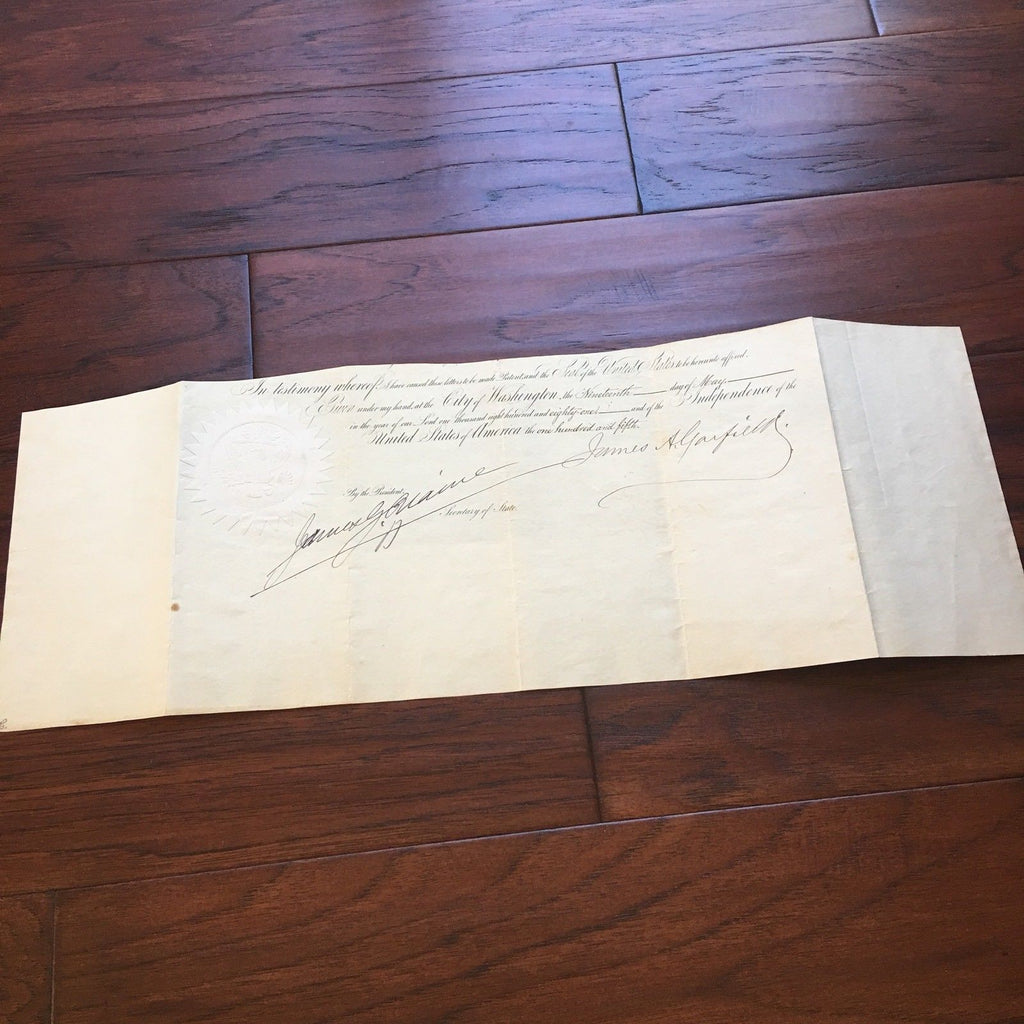 In testimony whereof, I have caused these letters to be made Patent, and the Seal of the United States to be hereunto affixed.
Given under my hand, at the City of Washington, the Nineteenth day of May,
in the year of our Lord one thousand eight hundred and eighty-one and of the Independence of the
United States of America the one hundred and fifth.
James A. Garfield.
By the President:
James G. Blaine
Secretary of State.